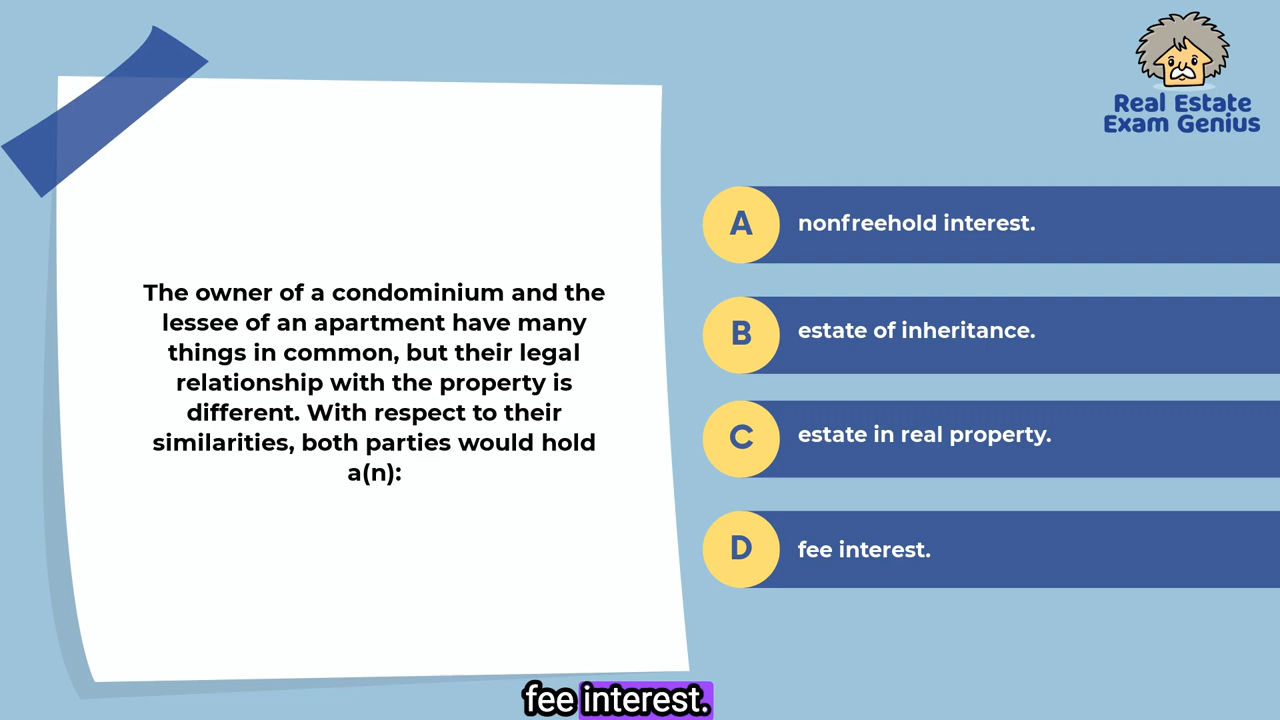 Real Estate
Exam Genius
The owner of a condominium and the
lessee of an apartment have many
things in common, but their legal
relationship with the property is
different. With respect to their
similarities, both parties would hold
a(n):
A nonfreehold interest.
B estate of inheritance.
C estate in real property.
D fee interest.
fee interest.